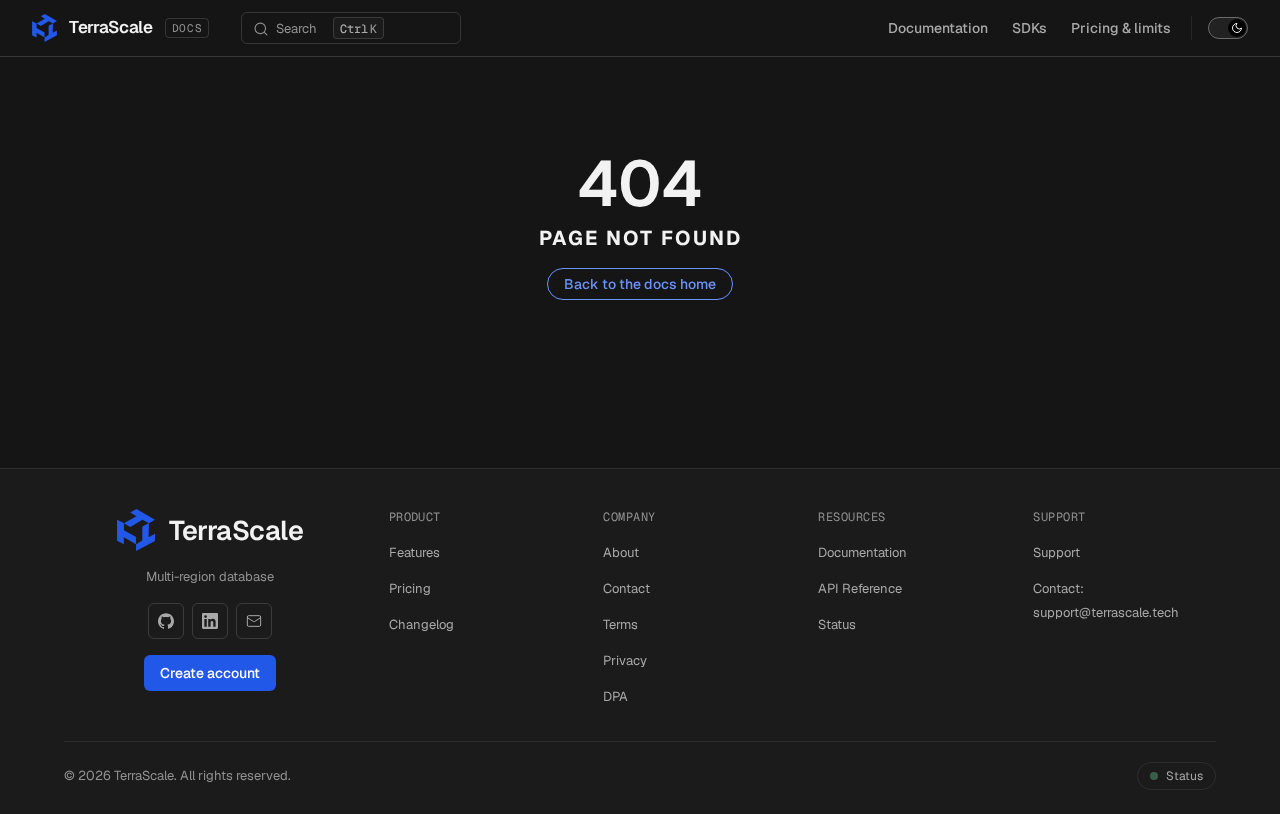 TerraScale DOCS Search Ctrl K Documentation SDKs Pricing & limits
404
PAGE NOT FOUND
Back to the docs home
TerraScale
Multi-region database
Create account
PRODUCT
Features
Pricing
Changelog
COMPANY
About
Contact
Terms
Privacy
DPA
RESOURCES
Documentation
API Reference
Status
SUPPORT
Support
Contact:
support@terrascale.tech
© 2026 TerraScale. All rights reserved.
Status